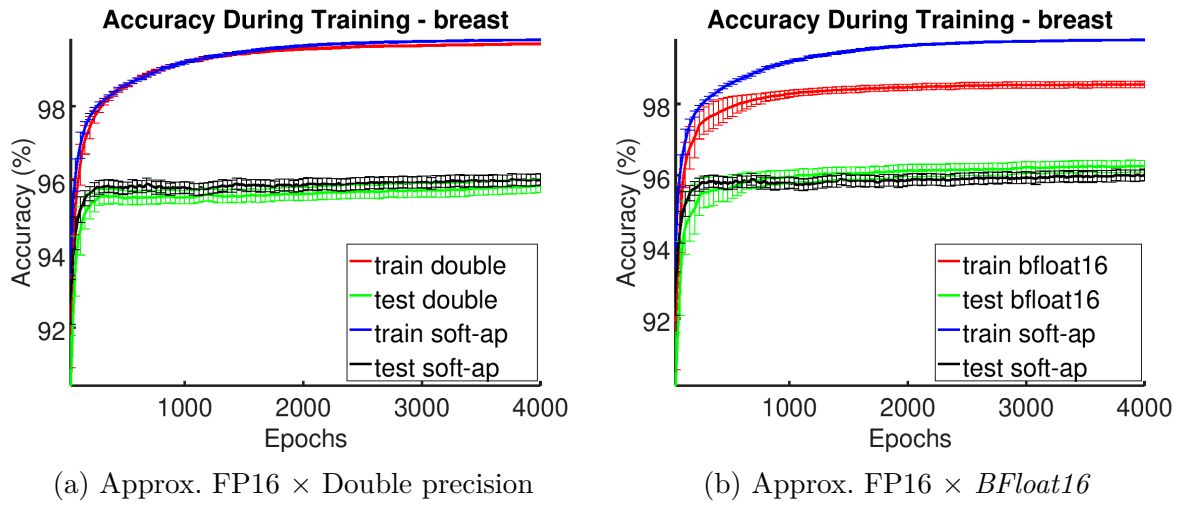 Accuracy During Training - breast
Accuracy (%)
98
96
94
92
train double
test double
train soft-ap
test soft-ap
1000
2000
3000
4000
Epochs
(a) Approx. FP16 × Double precision
Accuracy During Training - breast
Accuracy (%)
98
96
94
92
train bfloat16
test bfloat16
train soft-ap
test soft-ap
1000
2000
3000
4000
Epochs
(b) Approx. FP16 × BFloat16